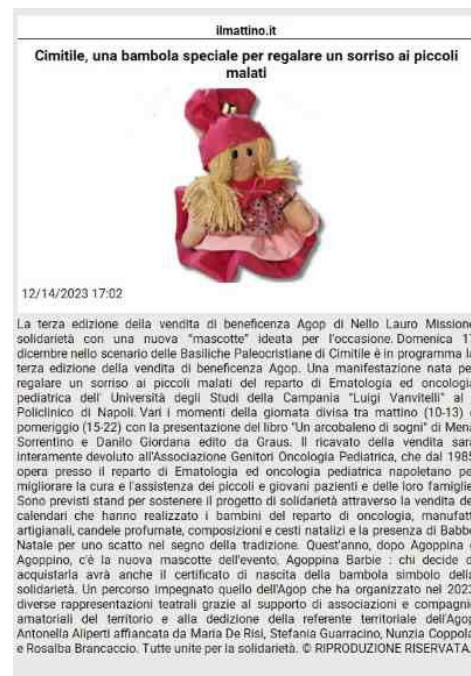 ilmattino.it
Cimitile, una bambola speciale per regalare un sorriso ai piccoli
malati
12/14/2023 17:02
La terza edizione della vendita di beneficenza Agop di Nello Lauro Missione
solidarietà con una nuova "mascotte" ideata per l'occasione. Domenica 17
dicembre nello scenario delle Basiliche Paleocristiane di Cimitile è in programma la
terza edizione della vendita di beneficenza Agop. Una manifestazione nata pe
regalare un sorriso ai piccoli malati del reparto di Ematologia ed oncologia
pediatrica dell' Università degli Studi della Campania "Luigi Vanvitelli" al
Policlinico di Napoli. Vari i momenti della giornata divisa tra mattino (10-13)
pomeriggio (15-22) con la presentazione del libro "Un arcobaleno di sogni" di Mena
Sorrentino e Danilo Giordana edito da Graus. Il ricavato della vendita sarà
interamente devoluto all'Associazione Genitori Oncologia Pediatrica, che dal 1985
opera presso il reparto di Ematologia ed oncologia pediatrica napoletano pe
migliorare la cura e l'assistenza dei piccoli e giovani pazienti e delle loro famiglie
Sono previsti stand per sostenere il progetto di solidarietà attraverso la vendita de
calendari che hanno realizzato i bambini del reparto di oncologia, manufatt
artigianali, candele profumate, composizioni e cesti natalizi e la presenza di Babbo
Natale per uno scatto nel segno della tradizione. Quest'anno, dopo Agoppina
Agoppino, c'è la nuova mascotte dell'evento, Agoppina Barbie : chi decide d
acquistarla avrà anche il certificato di nascita della bambola simbolo della
solidarietà. Un percorso impegnato quello dell'Agop che ha organizzato nel 2023
diverse rappresentazioni teatrali grazie al supporto di associazioni e compagnie
amatoriali del territorio e alla dedizione della referente territoriale dell'Agop
Antonella Aliperti affiancata da Maria De Risi, Stefania Guarracino, Nunzia Coppola
e Rosalba Brancaccio. Tutte unite per la solidarietà. © RIPRODUZIONE RISERVATA